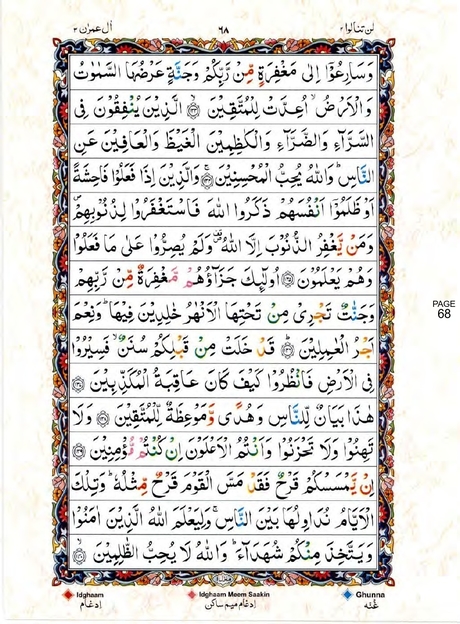 لن تنالوا ۴
۶۸
اٰل عمرٰن ۳
وَسَارِعُوْٓا اِلٰى مَغْفِرَةٍ مِّنْ رَّبِّكُمْ وَجَنَّةٍ عَرْضُهَا السَّمٰوٰتُ
وَالْاَرْضُ ۙ اُعِدَّتْ لِلْمُتَّقِيْنَ ۙ﴿۱۳۳﴾ الَّذِيْنَ يُنْفِقُوْنَ فِى
السَّرَّآءِ وَالضَّرَّآءِ وَالْكٰظِمِيْنَ الْغَيْظَ وَالْعَافِيْنَ عَنِ
النَّاسِ ؕ وَاللّٰهُ يُحِبُّ الْمُحْسِنِيْنَ ۚ﴿۱۳۴﴾ وَالَّذِيْنَ اِذَا فَعَلُوْا فَاحِشَةً
اَوْ ظَلَمُوْٓا اَنْفُسَهُمْ ذَكَرُوا اللّٰهَ فَاسْتَغْفَرُوْا لِذُنُوْبِهِمْ ۪
وَمَنْ يَّغْفِرُ الذُّنُوْبَ اِلَّا اللّٰهُ ۪۫ وَلَمْ يُصِرُّوْا عَلٰى مَا فَعَلُوْا
وَهُمْ يَعْلَمُوْنَ ﴿۱۳۵﴾ اُولٰٓئِكَ جَزَآؤُهُمْ مَّغْفِرَةٌ مِّنْ رَّبِّهِمْ
وَجَنّٰتٌ تَجْرِىْ مِنْ تَحْتِهَا الْاَنْهٰرُ خٰلِدِيْنَ فِيْهَا ؕ وَنِعْمَ
اَجْرُ الْعٰمِلِيْنَ ؕ﴿۱۳۶﴾ قَدْ خَلَتْ مِنْ قَبْلِكُمْ سُنَنٌ ۙ فَسِيْرُوْا
فِى الْاَرْضِ فَانْظُرُوْا كَيْفَ كَانَ عَاقِبَةُ الْمُكَذِّبِيْنَ ﴿۱۳۷﴾
هٰذَا بَيَانٌ لِّلنَّاسِ وَهُدًى وَّمَوْعِظَةٌ لِّلْمُتَّقِيْنَ ﴿۱۳۸﴾ وَلَا
تَهِنُوْا وَلَا تَحْزَنُوْا وَاَنْتُمُ الْاَعْلَوْنَ اِنْ كُنْتُمْ مُّؤْمِنِيْنَ ﴿۱۳۹﴾
اِنْ يَّمْسَسْكُمْ قَرْحٌ فَقَدْ مَسَّ الْقَوْمَ قَرْحٌ مِّثْلُهٗ ؕ وَتِلْكَ
الْاَيَّامُ نُدَاوِلُهَا بَيْنَ النَّاسِ ۚ وَلِيَعْلَمَ اللّٰهُ الَّذِيْنَ اٰمَنُوْا
وَيَتَّخِذَ مِنْكُمْ شُهَدَآءَ ؕ وَاللّٰهُ لَا يُحِبُّ الظّٰلِمِيْنَ ۙ﴿۱۴۰﴾
PAGE
68
Idghaam
ادغام
Idghaam Meem Saakin
ادغام میم ساکن
Ghunna
غنّه